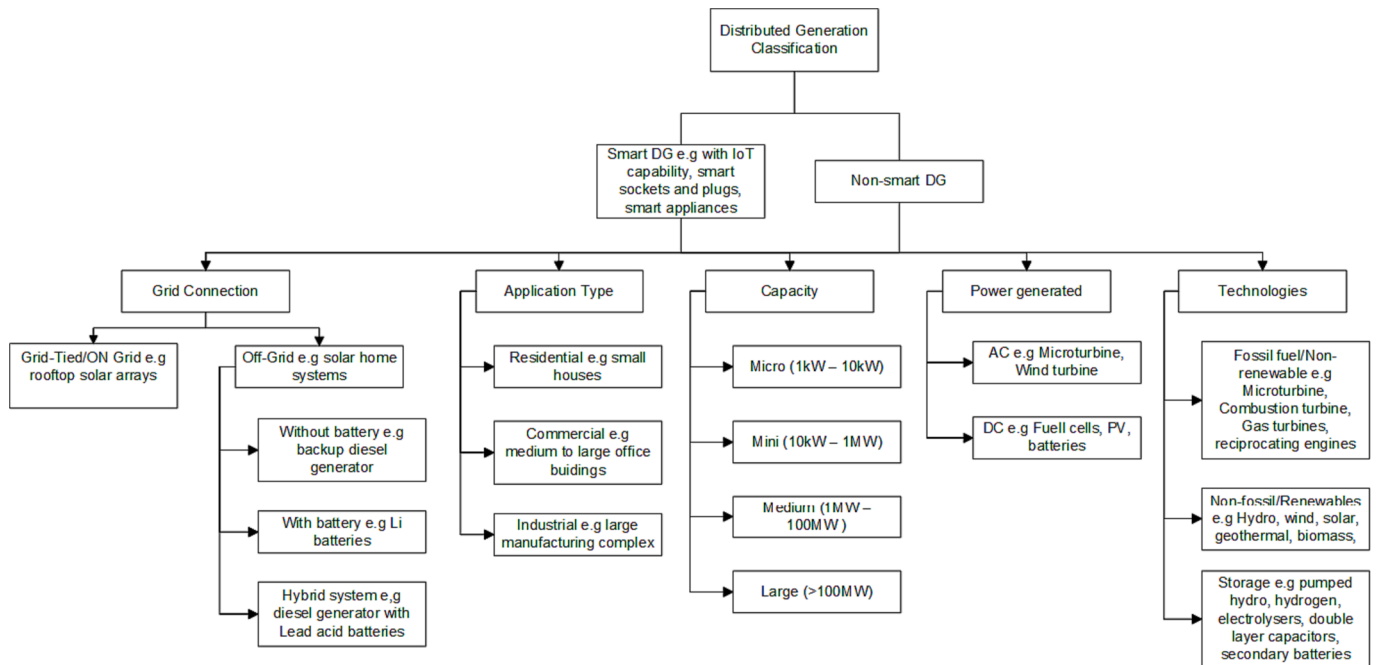 Distributed Generation
Classification
Smart DG e.g with IoT
capability, smart
sockets and plugs,
smart appliances
Non-smart DG
Grid Connection
Application Type
Capacity
Power generated
Technologies
Grid-Tied/ON Grid e.g
rooftop solar arrays
Off-Grid e.g solar home
systems
Without battery e.g
backup diesel
generator
With battery e.g Li
batteries
Hybrid system e,g
diesel generator with
Lead acid batteries
Residential e.g small
houses
Commercial e.g
medium to large office
buidings
Industrial e.g large
manufacturing complex
Micro (1kW – 10kW)
Mini (10kW – 1MW)
Medium (1MW –
100MW )
Large (>100MW)
AC e.g Microturbine,
Wind turbine
DC e.g Fuell cells, PV,
batteries
Fossil fuel/Non-
renewable e.g
Microturbine,
Combustion turbine,
Gas turbines,
reciprocating engines
Non-fossil/Renewables
e.g Hydro, wind, solar,
geothermal, biomass,
Storage e.g pumped
hydro, hydrogen,
electrolysers, double
layer capacitors,
secondary batteries